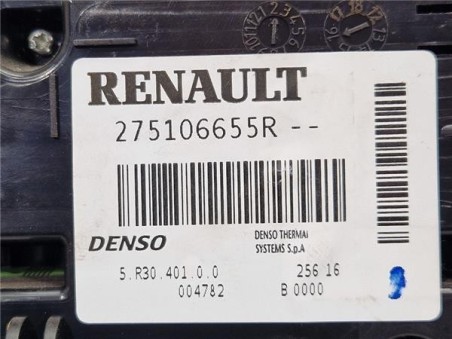 RENAULT
275106655R --
DENSO
DENSO THERMAL
SYSTEMS S.p.A
5.R30.401.0.0 256 16
004782 B 0000